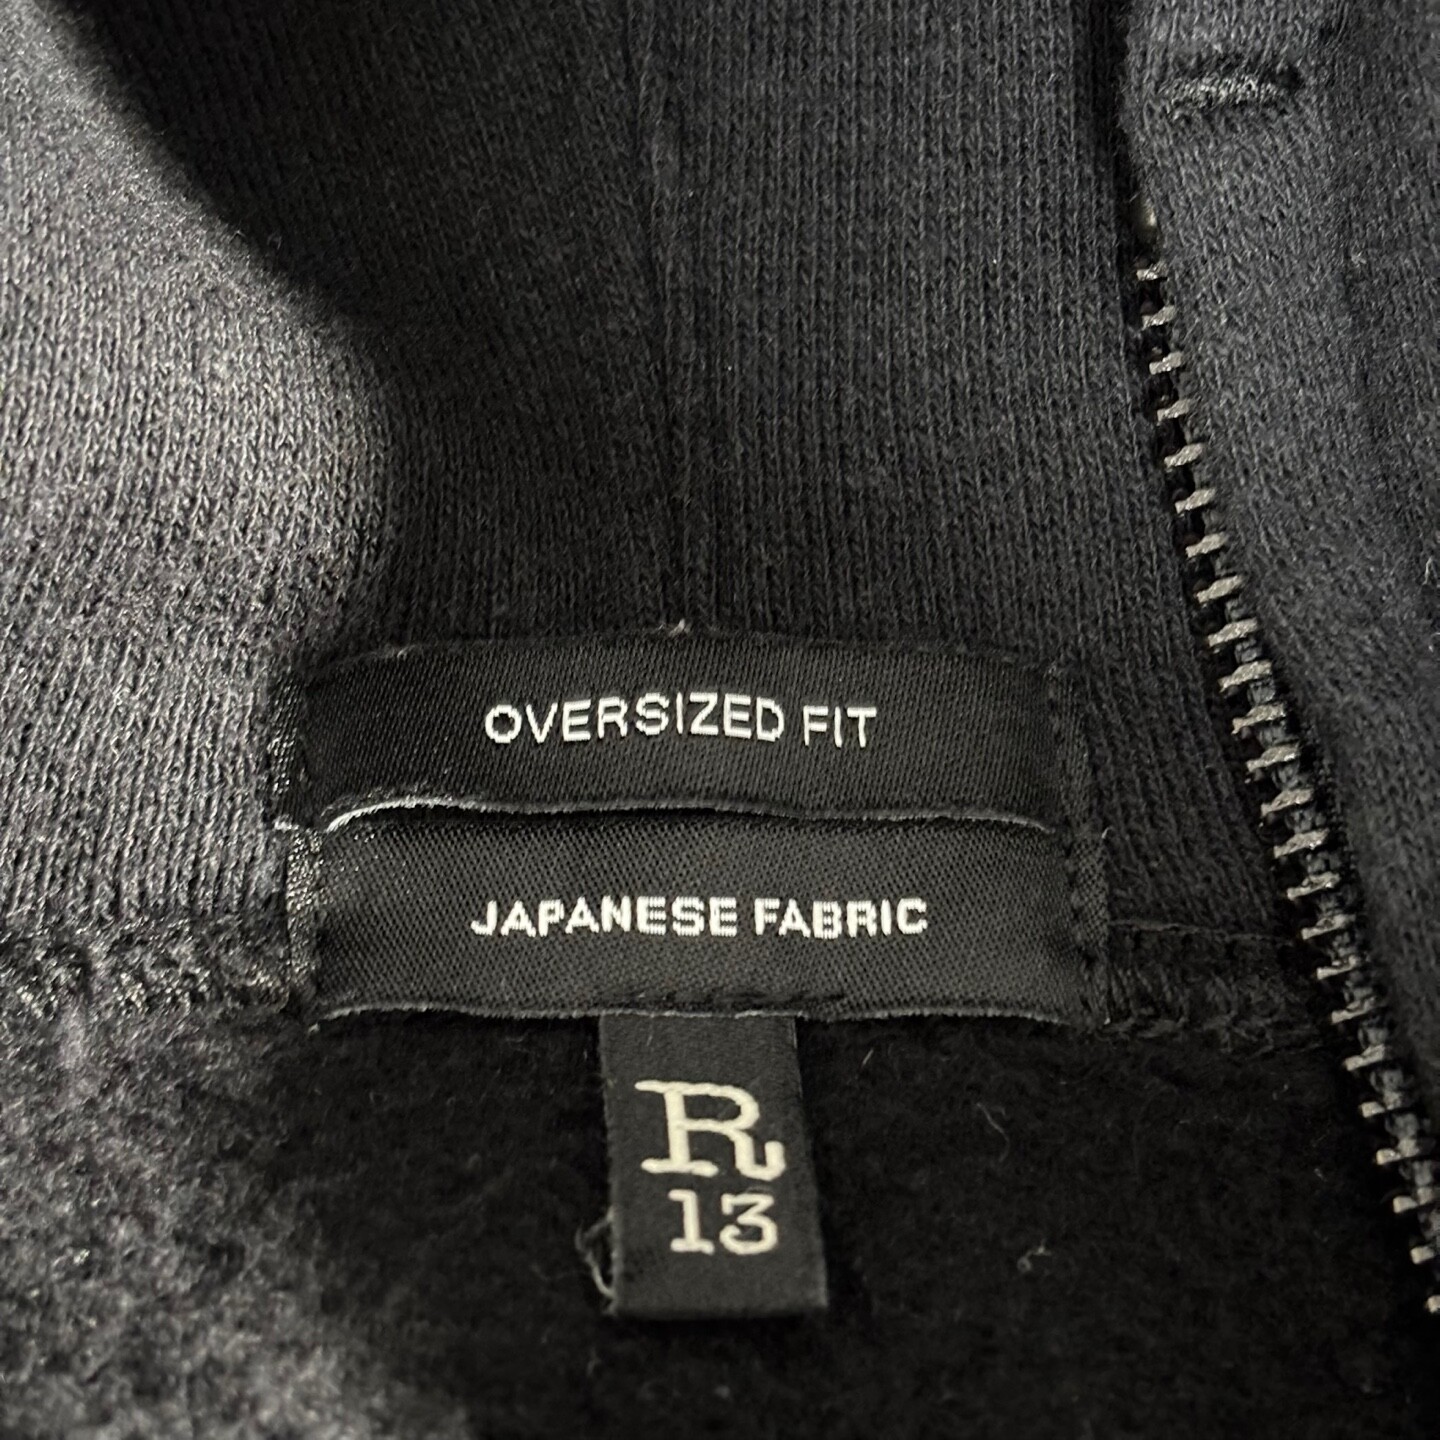 OVERSIZED FIT
JAPANESE FABRIC
R
13